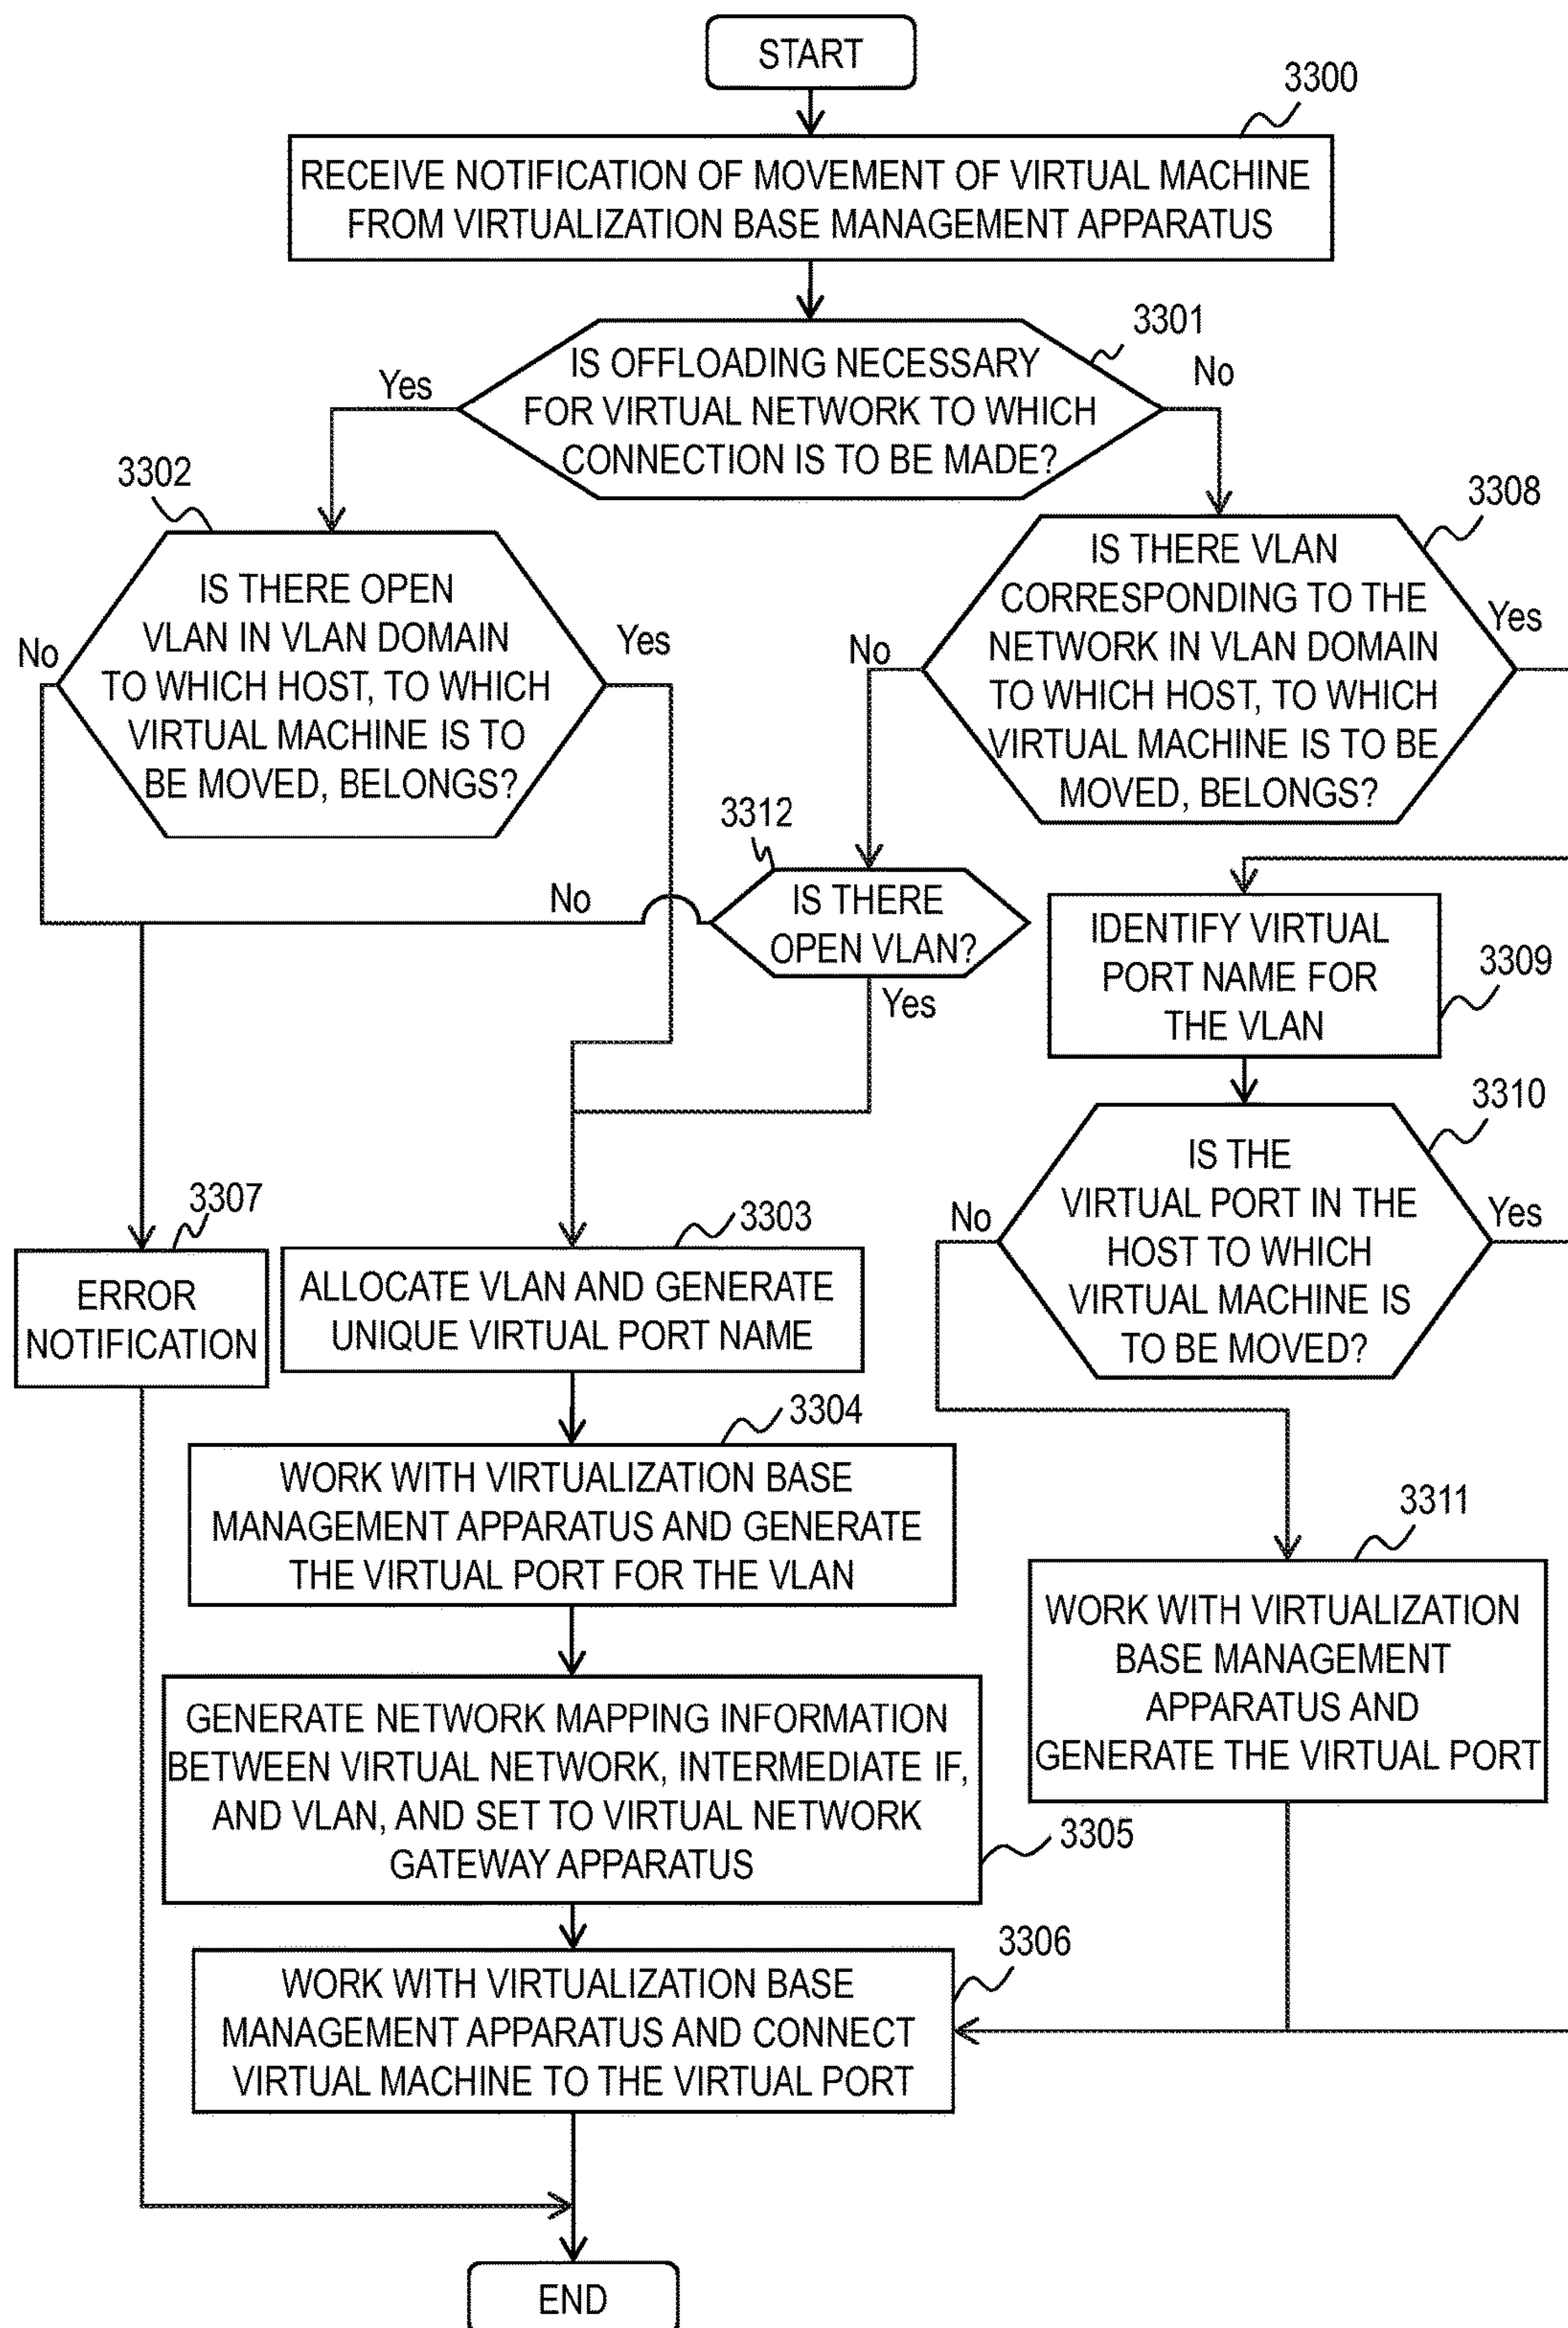 START
3300
RECEIVE NOTIFICATION OF MOVEMENT OF VIRTUAL MACHINE
FROM VIRTUALIZATION BASE MANAGEMENT APPARATUS
3301
IS OFFLOADING NECESSARY
FOR VIRTUAL NETWORK TO WHICH
CONNECTION IS TO BE MADE?
Yes
No
3302
IS THERE OPEN
VLAN IN VLAN DOMAIN
TO WHICH HOST, TO WHICH
VIRTUAL MACHINE IS TO
BE MOVED, BELONGS?
No
Yes
3308
IS THERE VLAN
CORRESPONDING TO THE
NETWORK IN VLAN DOMAIN
TO WHICH HOST, TO WHICH
VIRTUAL MACHINE IS TO BE
MOVED, BELONGS?
No
Yes
3312
IS THERE
OPEN VLAN?
No
Yes
IDENTIFY VIRTUAL
PORT NAME FOR
THE VLAN
3309
3310
IS THE
VIRTUAL PORT IN THE
HOST TO WHICH
VIRTUAL MACHINE IS
TO BE MOVED?
No
Yes
3307
ERROR
NOTIFICATION
3303
ALLOCATE VLAN AND GENERATE
UNIQUE VIRTUAL PORT NAME
3304
WORK WITH VIRTUALIZATION BASE
MANAGEMENT APPARATUS AND GENERATE
THE VIRTUAL PORT FOR THE VLAN
3311
WORK WITH VIRTUALIZATION
BASE MANAGEMENT
APPARATUS AND
GENERATE THE VIRTUAL PORT
GENERATE NETWORK MAPPING INFORMATION
BETWEEN VIRTUAL NETWORK, INTERMEDIATE IF,
AND VLAN, AND SET TO VIRTUAL NETWORK
GATEWAY APPARATUS
3305
3306
WORK WITH VIRTUALIZATION BASE
MANAGEMENT APPARATUS AND CONNECT
VIRTUAL MACHINE TO THE VIRTUAL PORT
END